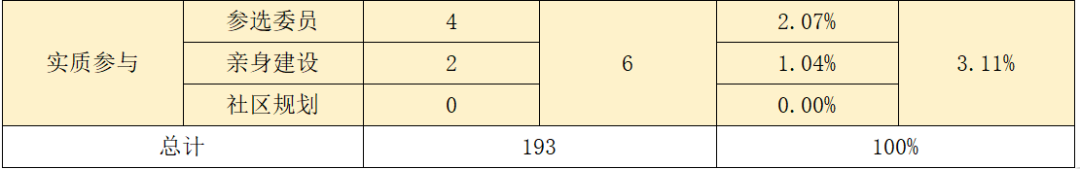 实质参与 参选委员 4 6 2.07% 3.11%
亲身建设 2 1.04%
社区规划 0 0.00%
总计 193 100%